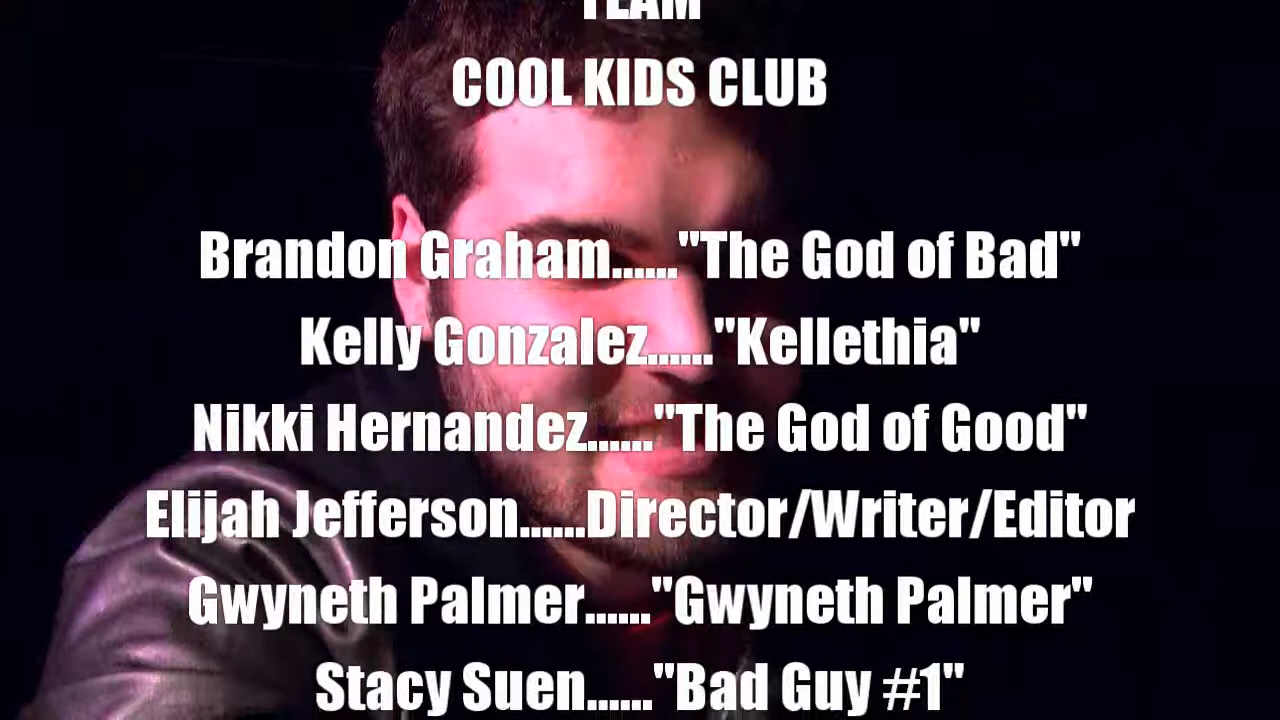 TEAM
COOL KIDS CLUB
Brandon Graham......"The God of Bad"
Kelly Gonzalez......"Kellethia"
Nikki Hernandez......"The God of Good"
Elijah Jefferson......Director/Writer/Editor
Gwyneth Palmer......"Gwyneth Palmer"
Stacy Suen......"Bad Guy #1"